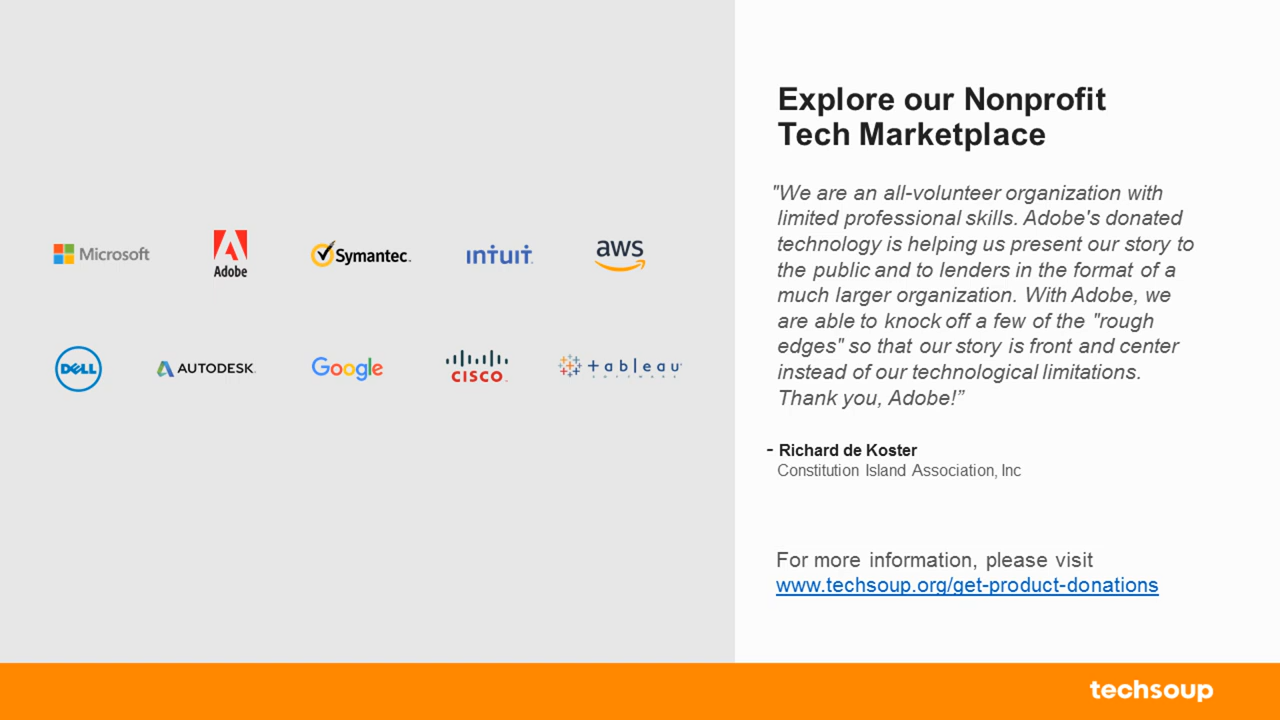 Microsoft
Adobe
Symantec.
intuit.
aws
DELL
AUTODESK.
Google
CISCO
+ableau
SOFTWARE
Explore our Nonprofit
Tech Marketplace
"We are an all-volunteer organization with
limited professional skills. Adobe's donated
technology is helping us present our story to
the public and to lenders in the format of a
much larger organization. With Adobe, we
are able to knock off a few of the "rough
edges" so that our story is front and center
instead of our technological limitations.
Thank you, Adobe!”
- Richard de Koster
Constitution Island Association, Inc
For more information, please visit
www.techsoup.org/get-product-donations
techsoup